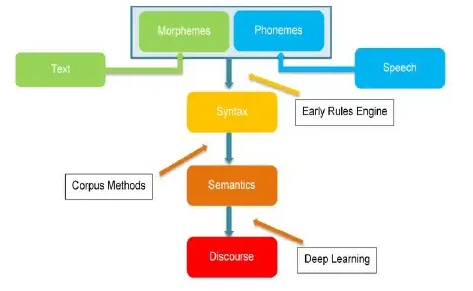 Morphemes
Phonemes
Text
Speech
Syntax
Early Rules Engine
Corpus Methods
Semantics
Discourse
Deep Learning